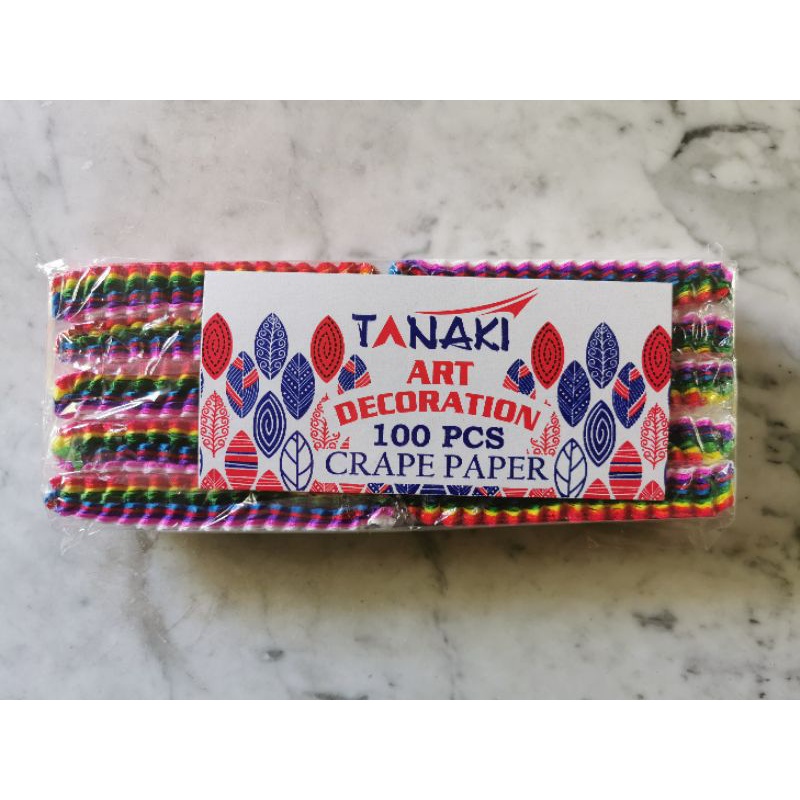 TANAKI
ART
DECORATION
100 PCS
CRAPE PAPER